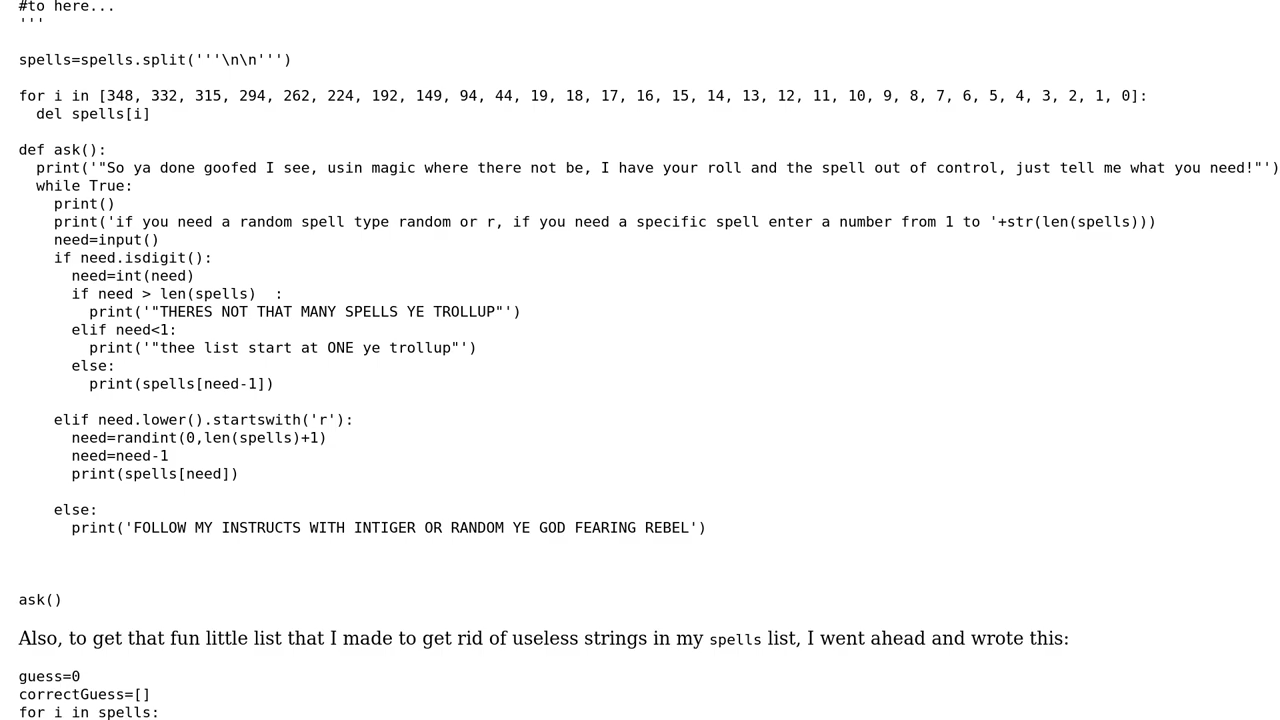 #to here...
'''
spells=spells.split('''\n\n''')
for i in [348, 332, 315, 294, 262, 224, 192, 149, 94, 44, 19, 18, 17, 16, 15, 14, 13, 12, 11, 10, 9, 8, 7, 6, 5, 4, 3, 2, 1, 0]:
  del spells[i]
def ask():
  print('"So ya done goofed I see, usin magic where there not be, I have your roll and the spell out of control, just tell me what you need!"')
  while True:
    print()
    print('if you need a random spell type random or r, if you need a specific spell enter a number from 1 to '+str(len(spells)))
    need=input()
    if need.isdigit():
      need=int(need)
      if need > len(spells)  :
        print('"THERES NOT THAT MANY SPELLS YE TROLLUP"')
      elif need<1:
        print('"thee list start at ONE ye trollup"')
      else:
        print(spells[need-1])
    elif need.lower().startswith('r'):
      need=randint(0,len(spells)+1)
      need=need-1
      print(spells[need])
    else:
      print('FOLLOW MY INSTRUCTS WITH INTIGER OR RANDOM YE GOD FEARING REBEL')
ask()
Also, to get that fun little list that I made to get rid of useless strings in my spells list, I went ahead and wrote this:
guess=0
correctGuess=[]
for i in spells: